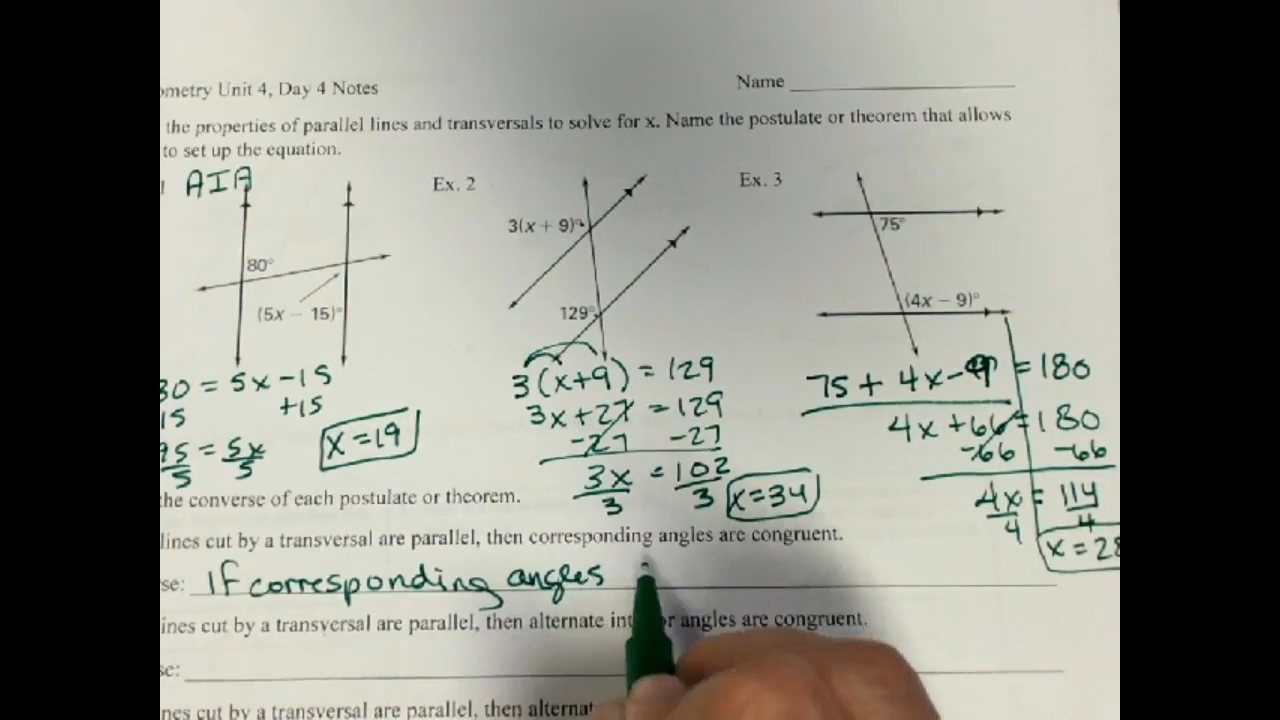 ometry Unit 4, Day 4 Notes Name
the properties of parallel lines and transversals to solve for x. Name the postulate or theorem that allows
to set up the equation.
AIA Ex. 2 Ex. 3
3(x + 9)° 75°
80°
(5x - 15)° 129° (4x - 9)°
80 = 5x - 15 3(x+9) = 129 75 + 4x - 9 = 180
15 +15 3x + 27 = 129 4x + 66 = 180
95 = 5x x = 19 -27 -27 -66 -66
5 5 3x = 102 x = 34 4x = 114
3 3 4 4
the converse of each postulate or theorem.
lines cut by a transversal are parallel, then corresponding angles are congruent.
x = 28
se: If corresponding angles
ines cut by a transversal are parallel, then alternate interior angles are congruent.
se:
nes cut by a transversal are parallel, then alternat